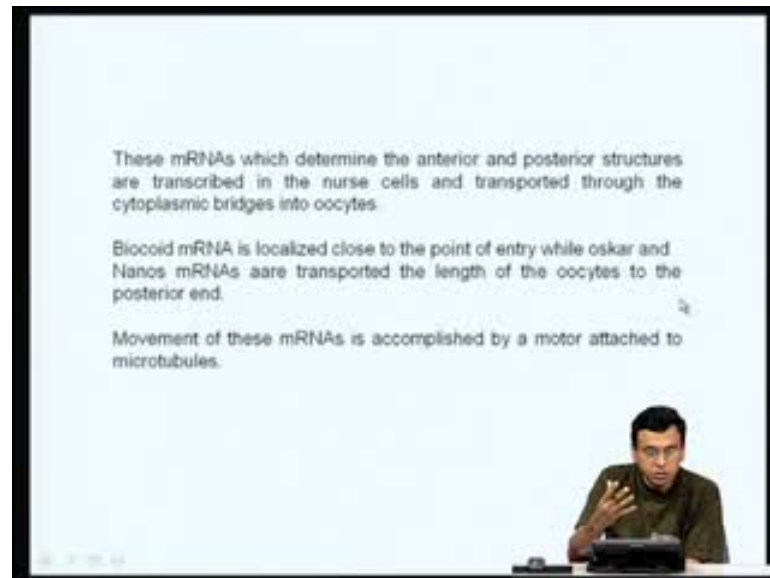 These mRNAs which determine the anterior and posterior structures
are transcribed in the nurse cells and transported through the
cytoplasmic bridges into oocytes.
Biocoid mRNA is localized close to the point of entry while oskar and
Nanos mRNAs aare transported the length of the oocytes to the
posterior end.
Movement of these mRNAs is accomplished by a motor attached to
microtubules.